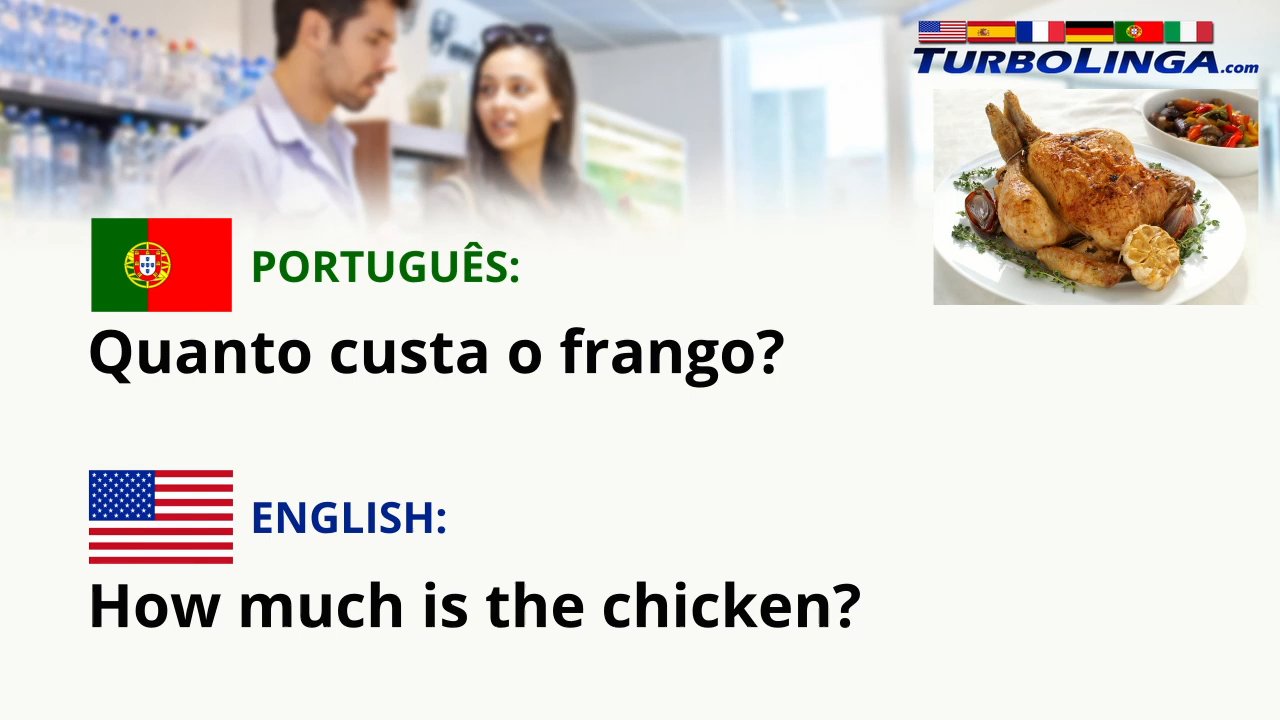 TURBOLINGA.com
PORTUGUÊS:
Quanto custa o frango?
ENGLISH:
How much is the chicken?